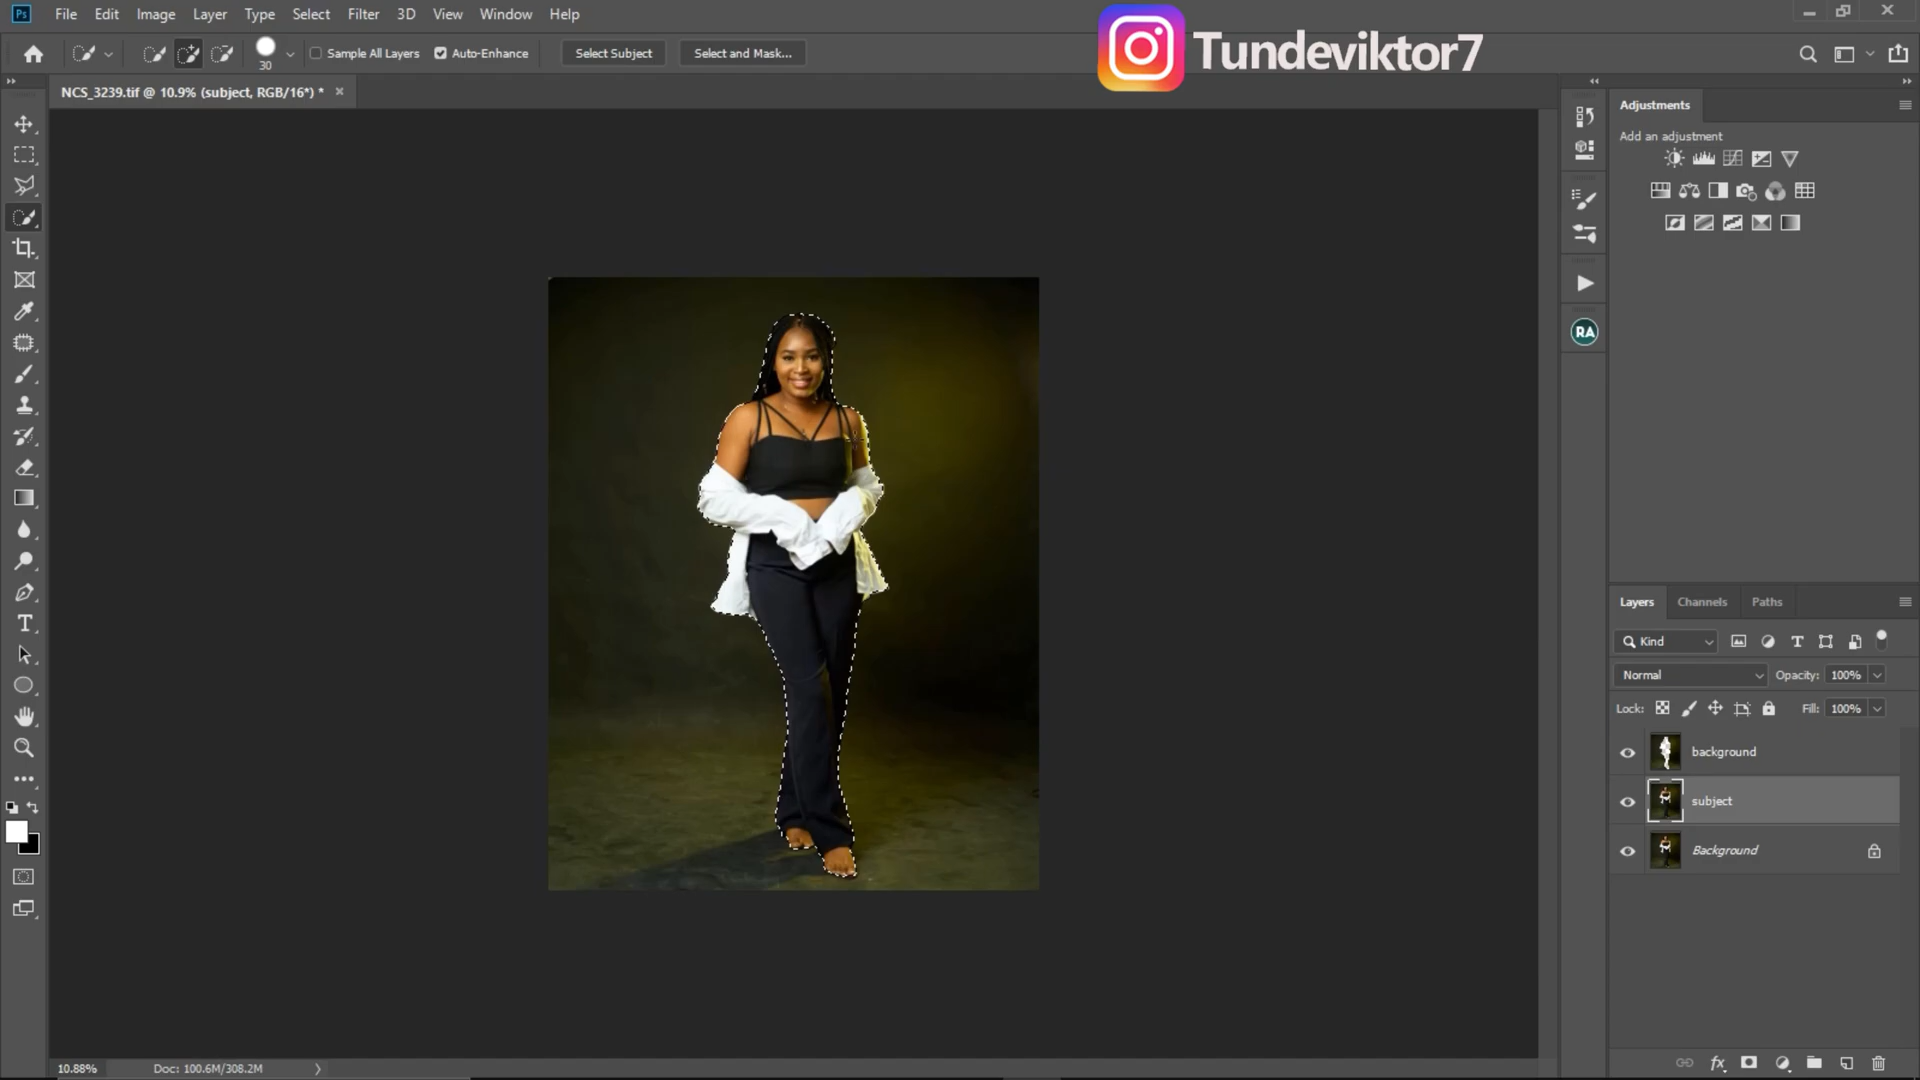 Ps File Edit Image Layer Type Select Filter 3D View Window Help
Tundeviktor7
30 Sample All Layers Auto-Enhance Select Subject Select and Mask...
NCS_3239.tif @ 10.9% (subject, RGB/16*) *
Adjustments
Add an adjustment
RA
Layers Channels Paths
Kind
Normal Opacity: 100%
Lock: Fill: 100%
background
subject
Background
10.88% Doc: 100.6M/308.2M